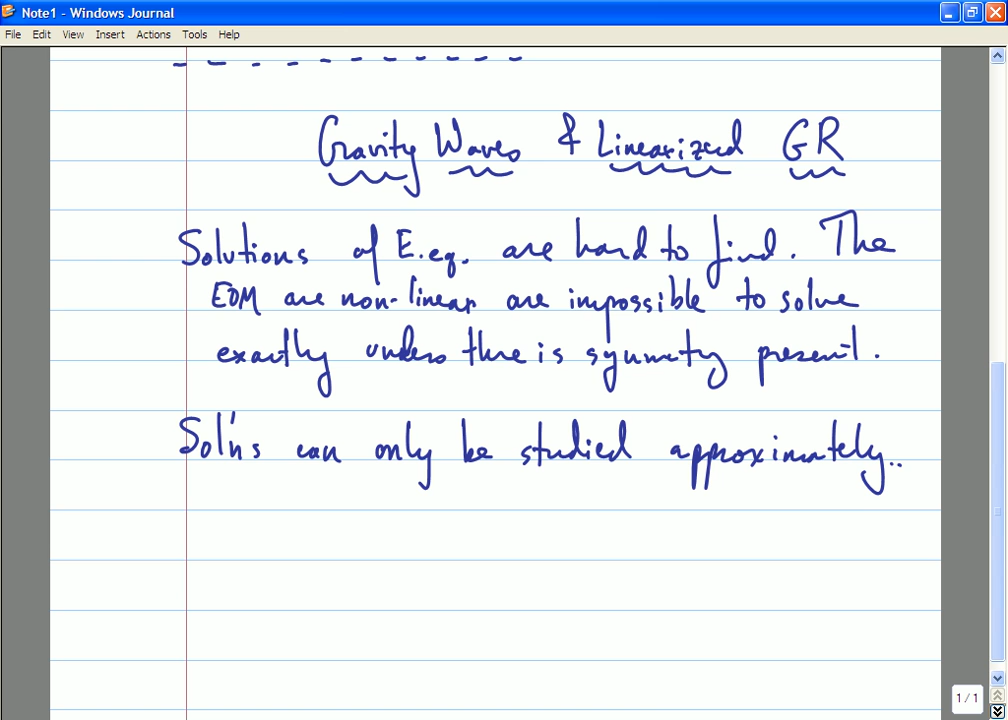 Note1 - Windows Journal
File Edit View Insert Actions Tools Help
Gravity Waves & Linearized GR
Solutions of E.eq. are hard to find. The
EOM are non-linear are impossible to solve
exactly unless there is symmetry present.
Sol'ns can only be studied approximately..
1 / 1